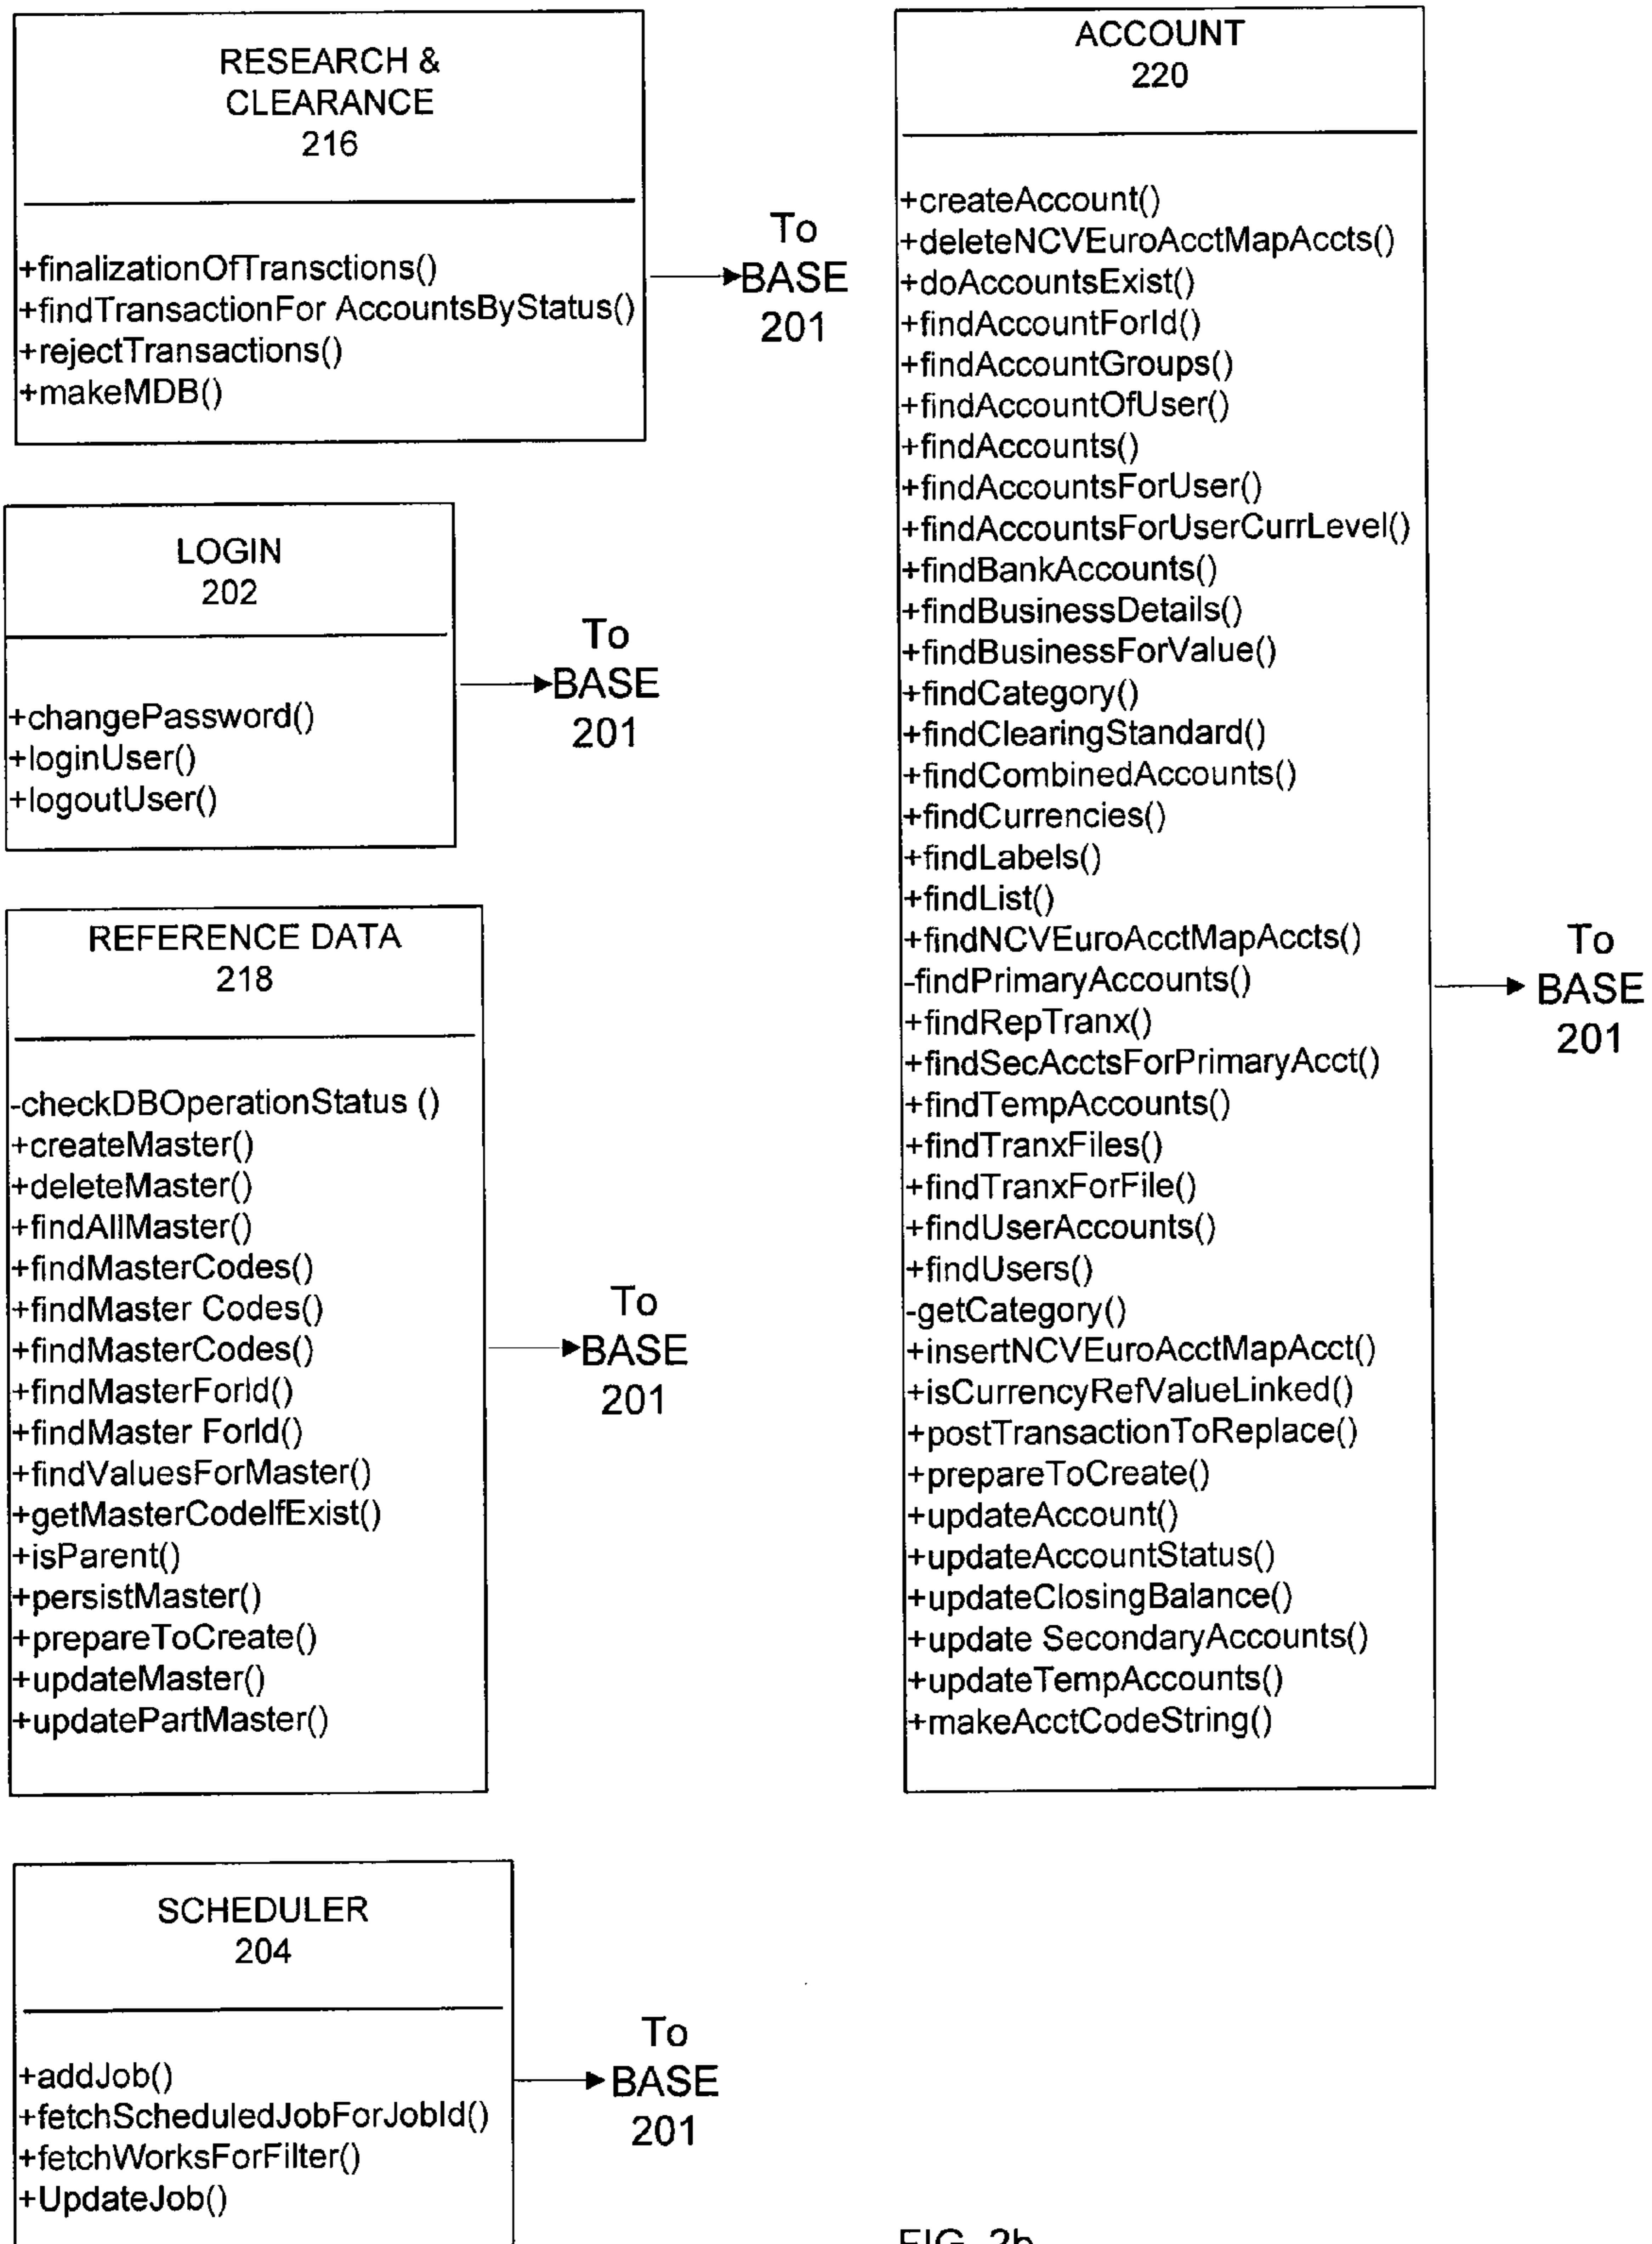 RESEARCH &
CLEARANCE
216
+finalizationOfTransctions()
+findTransactionFor AccountsByStatus()
+rejectTransactions()
+makeMDB()
To
BASE
201
LOGIN
202
+changePassword()
+loginUser()
+logoutUser()
To
BASE
201
REFERENCE DATA
218
-checkDBOperationStatus ()
+createMaster()
+deleteMaster()
+findAllMaster()
+findMasterCodes()
+findMaster Codes()
+findMasterCodes()
+findMasterForId()
+findMaster ForId()
+findValuesForMaster()
+getMasterCodeIfExist()
+isParent()
+persistMaster()
+prepareToCreate()
+updateMaster()
+updatePartMaster()
To
BASE
201
SCHEDULER
204
+addJob()
+fetchScheduledJobForJobId()
+fetchWorksForFilter()
+UpdateJob()
To
BASE
201
ACCOUNT
220
+createAccount()
+deleteNCVEuroAcctMapAccts()
+doAccountsExist()
+findAccountForId()
+findAccountGroups()
+findAccountOfUser()
+findAccounts()
+findAccountsForUser()
+findAccountsForUserCurrLevel()
+findBankAccounts()
+findBusinessDetails()
+findBusinessForValue()
+findCategory()
+findClearingStandard()
+findCombinedAccounts()
+findCurrencies()
+findLabels()
+findList()
+findNCVEuroAcctMapAccts()
-findPrimaryAccounts()
+findRepTranx()
+findSecAcctsForPrimaryAcct()
+findTempAccounts()
+findTranxFiles()
+findTranxForFile()
+findUserAccounts()
+findUsers()
-getCategory()
+insertNCVEuroAcctMapAcct()
+isCurrencyRefValueLinked()
+postTransactionToReplace()
+prepareToCreate()
+updateAccount()
+updateAccountStatus()
+updateClosingBalance()
+update SecondaryAccounts()
+updateTempAccounts()
+makeAcctCodeString()
To
BASE
201
FIG. 2b